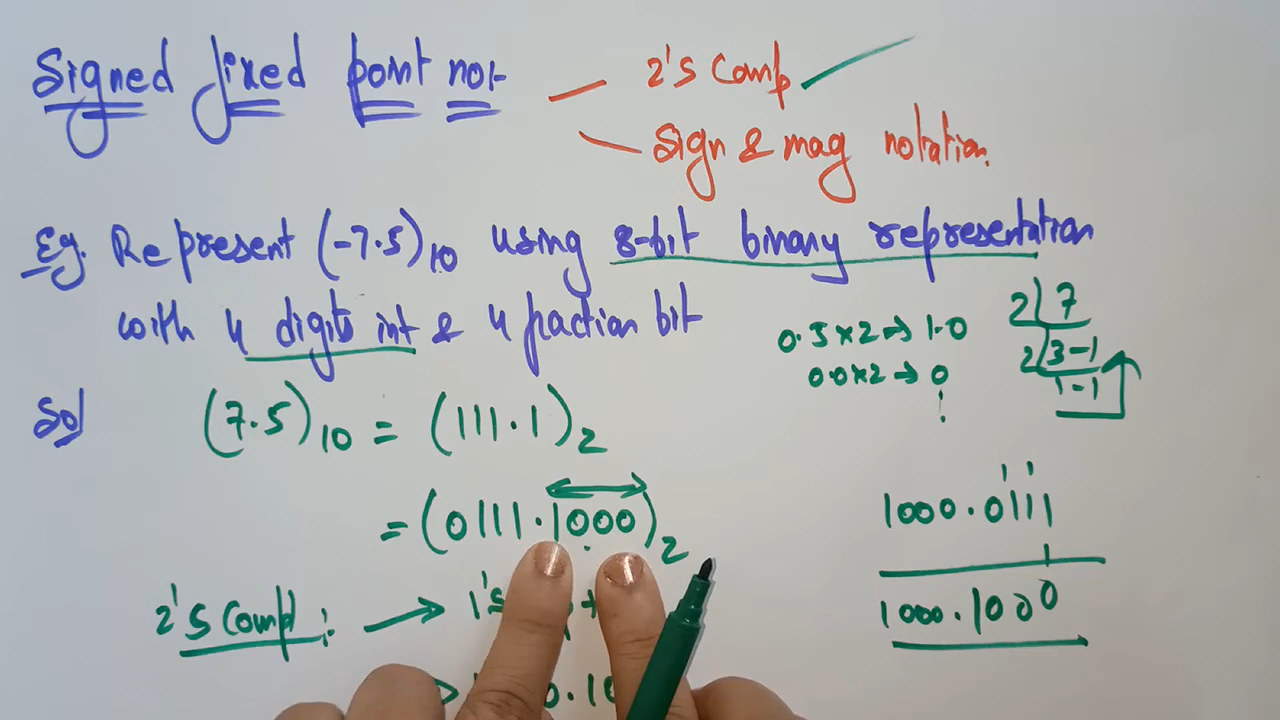 Signed fixed point no:-
2's Comp
Sign & mag notation.
Eg. Represent (-7.5)10 using 8-bit binary representation
with 4 digits int & 4 fraction bit
Sol
(7.5)10 = (111.1)2
= (0111.1000)2
2's Comp : → 1's
0.5×2 → 1.0
0.0×2 → 0
2 7
2 3-1
1-1
1 1
1000.0111
1
1000.1000